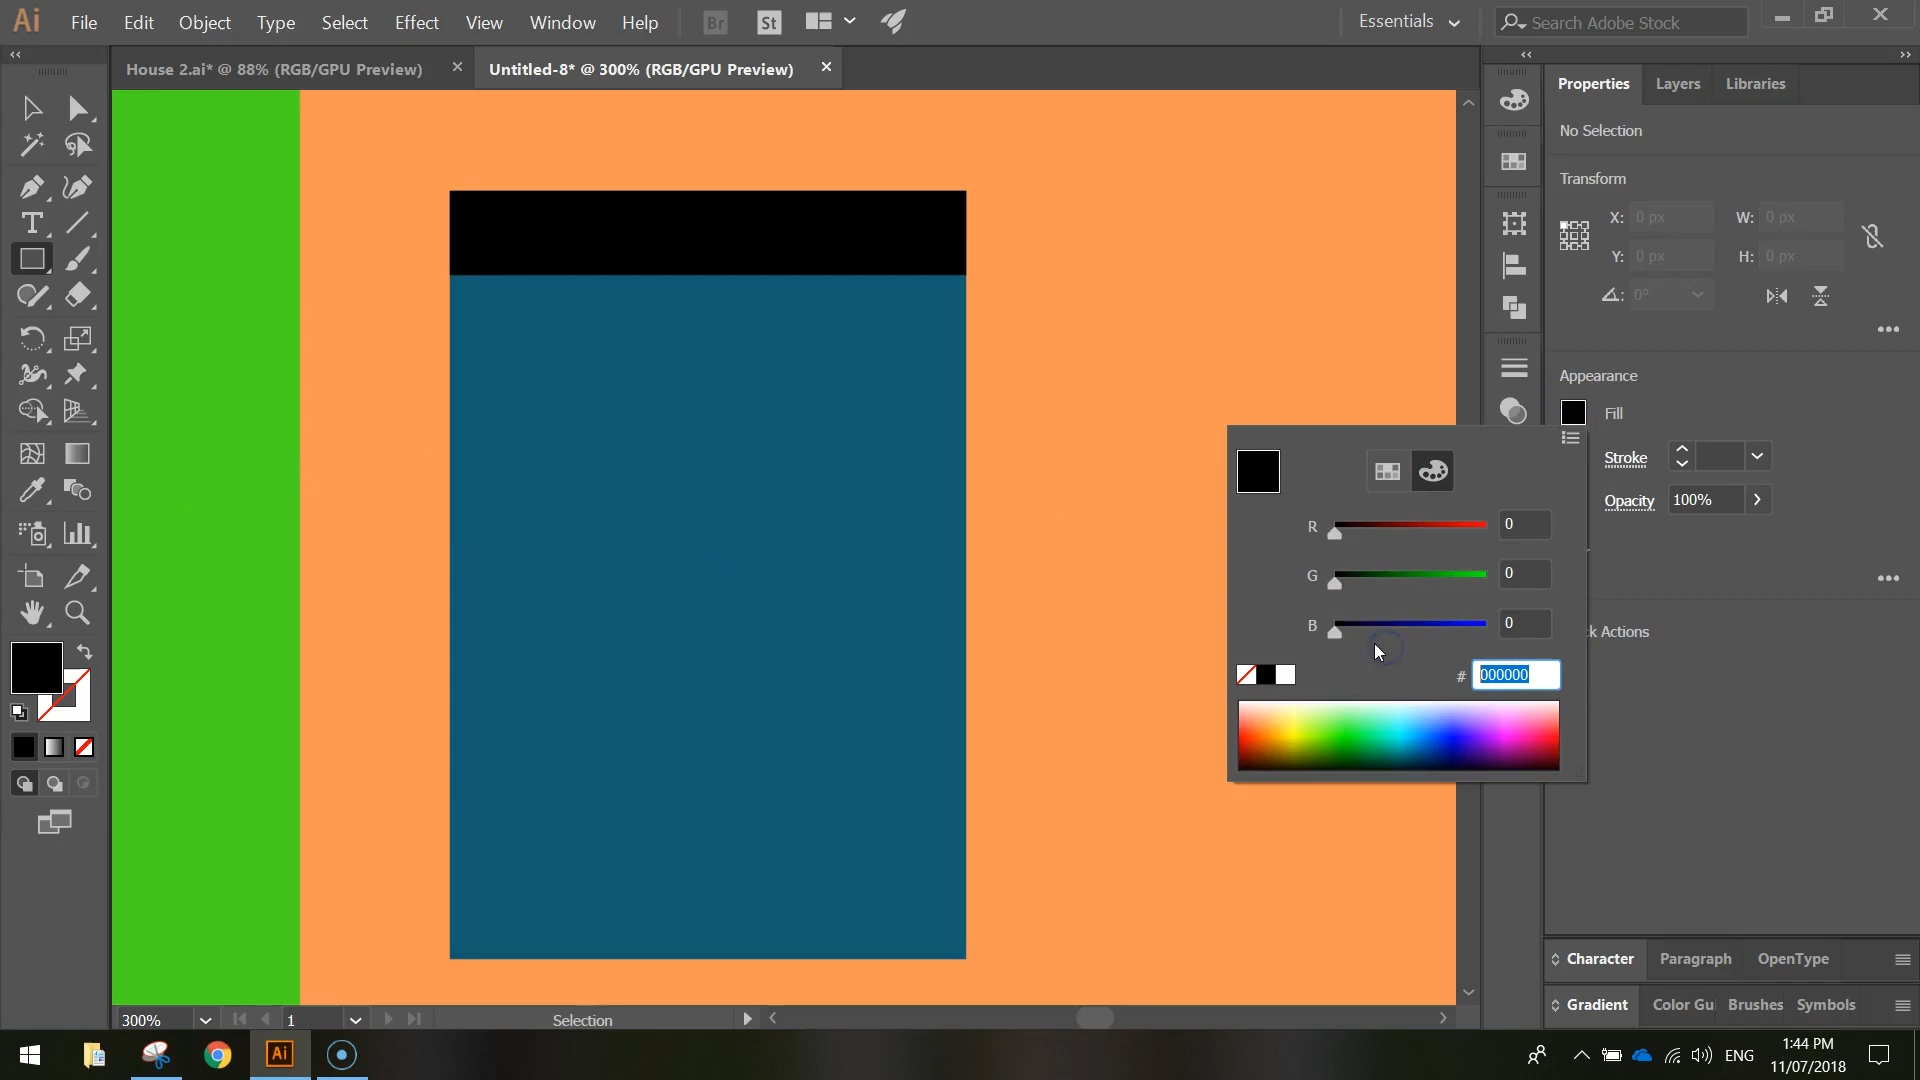 Ai File Edit Object Type Select Effect View Window Help Br St Essentials Search Adobe Stock
House 2.ai* @ 88% (RGB/GPU Preview) Untitled-8* @ 300% (RGB/GPU Preview)
Properties Layers Libraries
No Selection
Transform
X: 0 px W: 0 px
Y: 0 px H: 0 px
0°
Appearance
Fill
Stroke
Opacity 100%
R 0
G 0
B 0
# 000000
k Actions
Character Paragraph OpenType
Gradient Color Gu Brushes Symbols
300% 1 Selection
Ai ENG 1:44 PM
11/07/2018